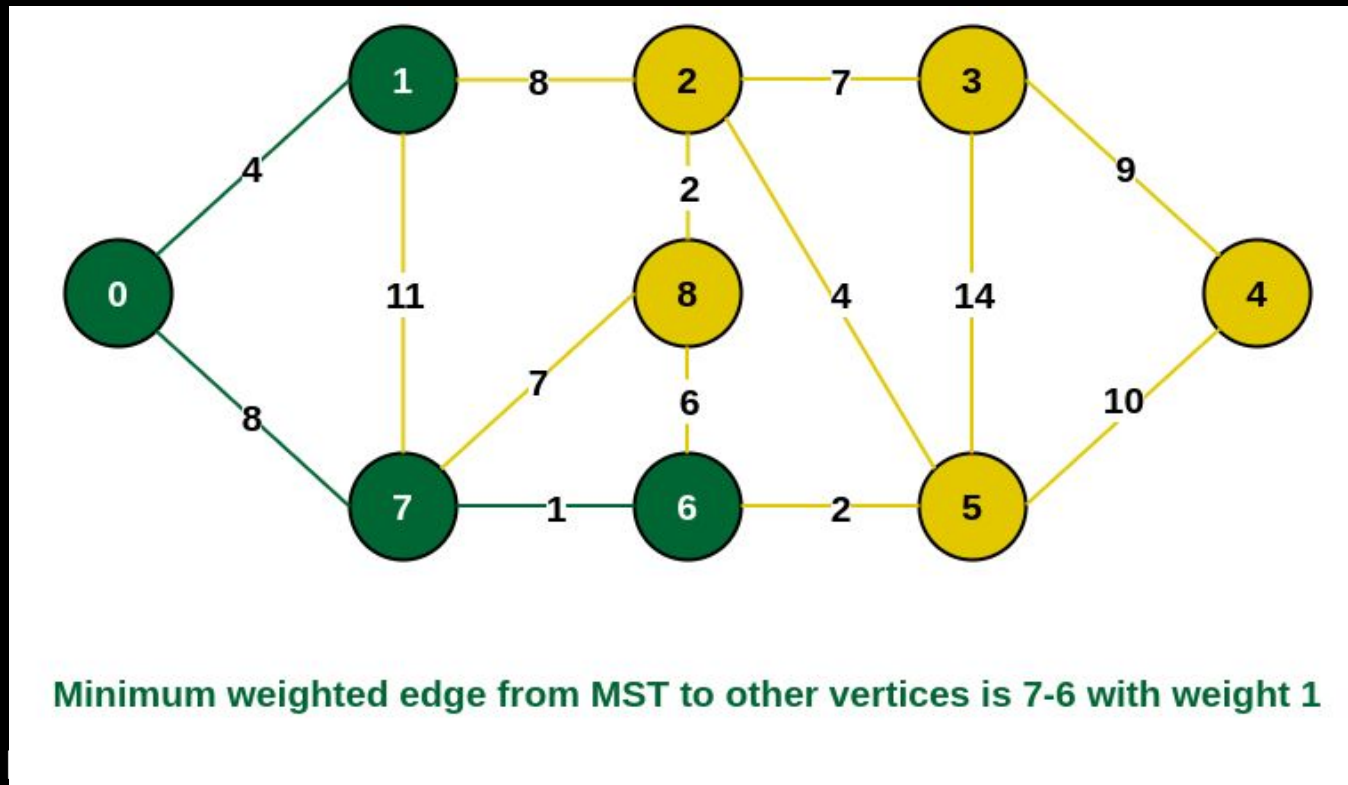 1 8 2 7 3
4 2 9
0 11 8 4 14 4
8 7 6 10
7 1 6 2 5
Minimum weighted edge from MST to other vertices is 7-6 with weight 1